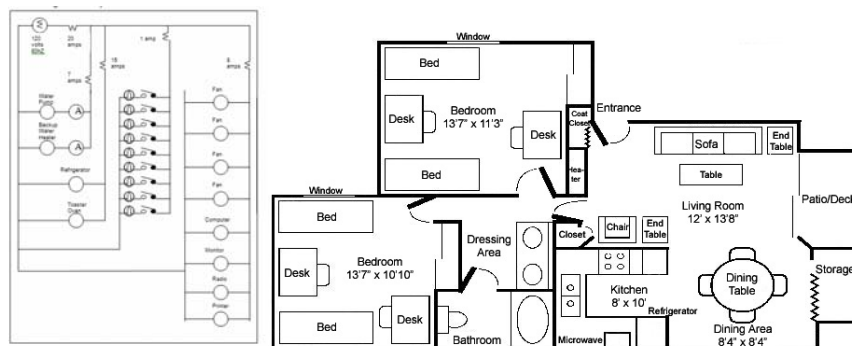 120
volts
60hZ
20
amps
1 amp
8
amps
18
amps
7
amps
Water
Pump
A
Backup
Water
Heater
A
Refrigerator
Toaster
Oven
Fan
Fan
Fan
Fan
Computer
Monitor
Radio
Printer
Window
Bed
Desk
Bedroom
13'7" x 11'3"
Desk
Bed
Coat
Closet
Entrance
Sofa
End
Table
Table
Living Room
12' x 13'8"
Patio/Deck
Window
Bed
Desk
Bedroom
13'7" x 10'10"
Desk
Bed
Dressing
Area
Closet
Chair
End
Table
Kitchen
8' x 10'
Refrigerator
Microwave
Bathroom
Dining
Table
Dining Area
8'4" x 8'4"
Storage